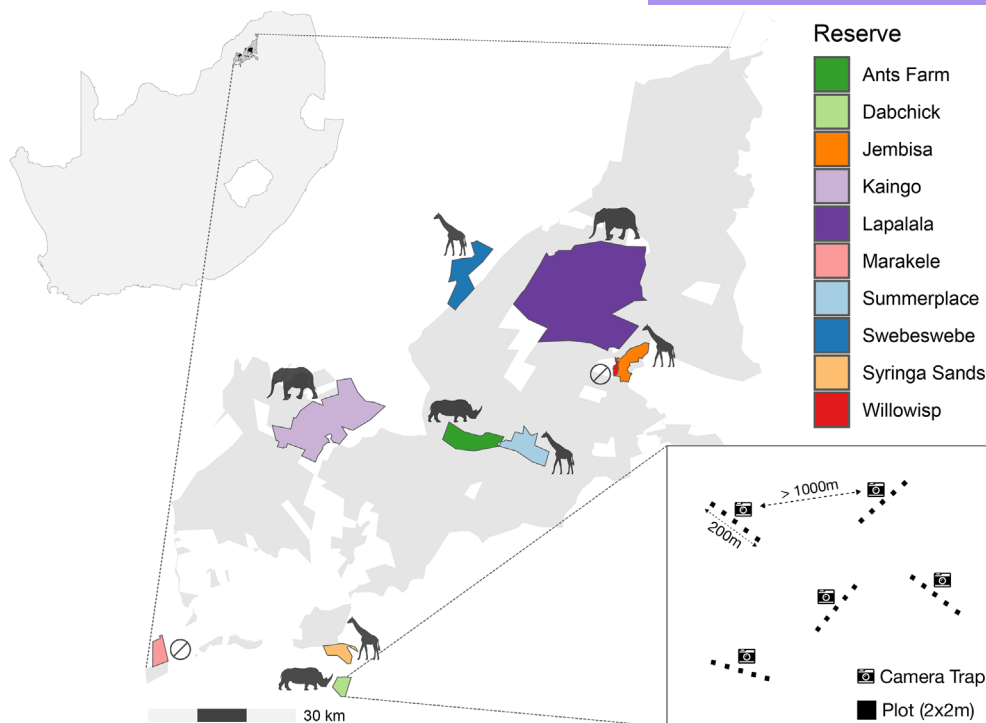 Reserve
Ants Farm
Dabchick
Jembisa
Kaingo
Lapalala
Marakele
Summerplace
Swebeswebe
Syringa Sands
Willowisp
> 1000m
200m
Camera Trap
Plot (2x2m)
30 km